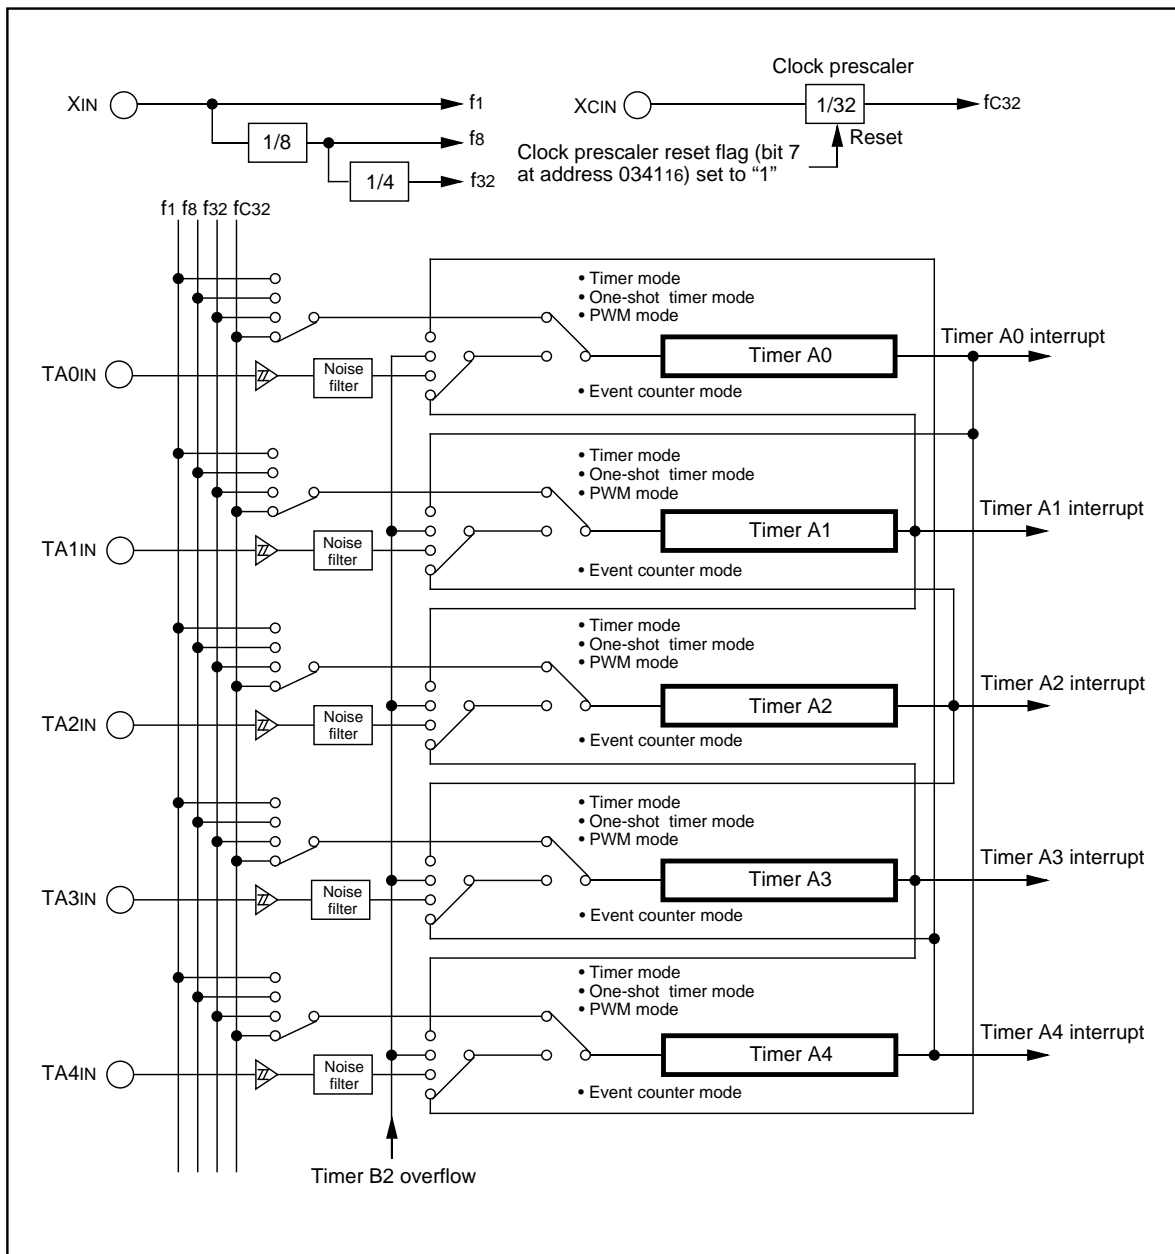 Clock prescaler
XIN
f1
XCIN
1/32
fC32
1/8
f8
Reset
Clock prescaler reset flag (bit 7
at address 034116) set to “1”
1/4
f32
f1 f8 f32 fC32
• Timer mode
• One-shot timer mode
• PWM mode
Timer A0 interrupt
Timer A0
TA0IN
Noise
filter
• Event counter mode
• Timer mode
• One-shot timer mode
• PWM mode
Timer A1 interrupt
Timer A1
TA1IN
Noise
filter
• Event counter mode
• Timer mode
• One-shot timer mode
• PWM mode
Timer A2 interrupt
Timer A2
TA2IN
Noise
filter
• Event counter mode
• Timer mode
• One-shot timer mode
• PWM mode
Timer A3 interrupt
Timer A3
TA3IN
Noise
filter
• Event counter mode
• Timer mode
• One-shot timer mode
• PWM mode
Timer A4 interrupt
Timer A4
TA4IN
Noise
filter
• Event counter mode
Timer B2 overflow